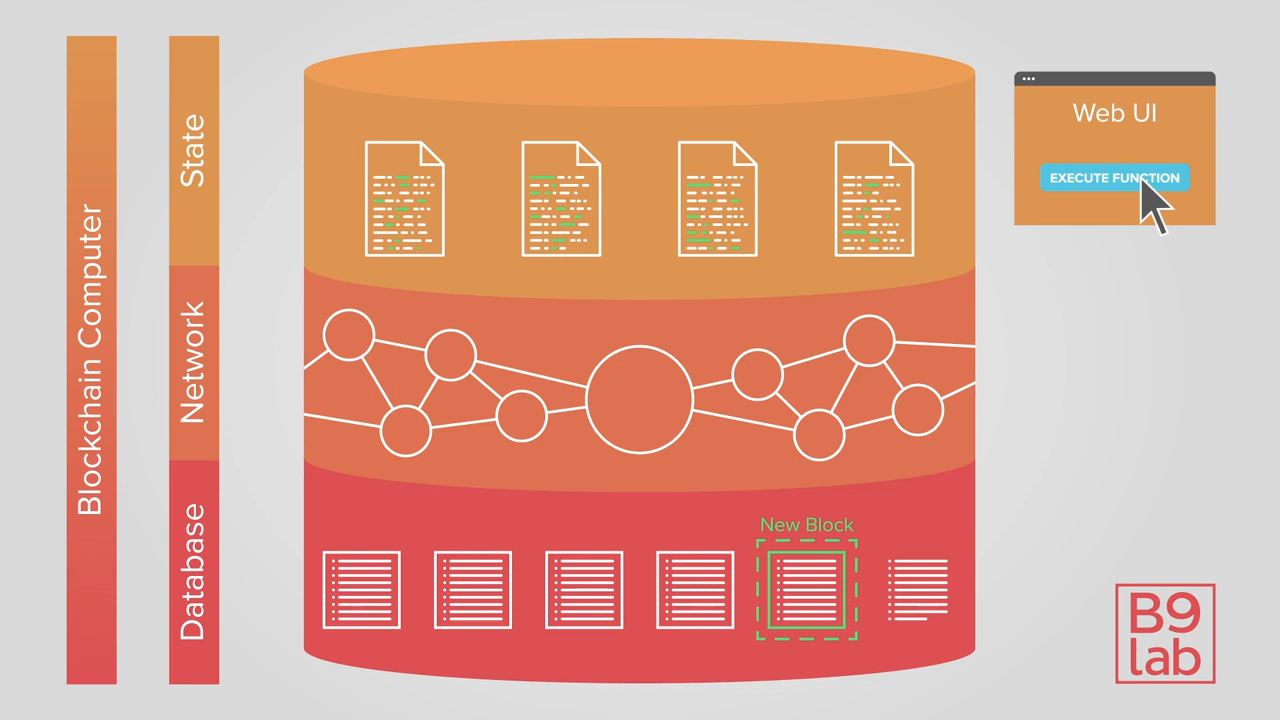 Blockchain Computer
State
Network
Database
Web UI
EXECUTE FUNCTION
New Block
B9
lab